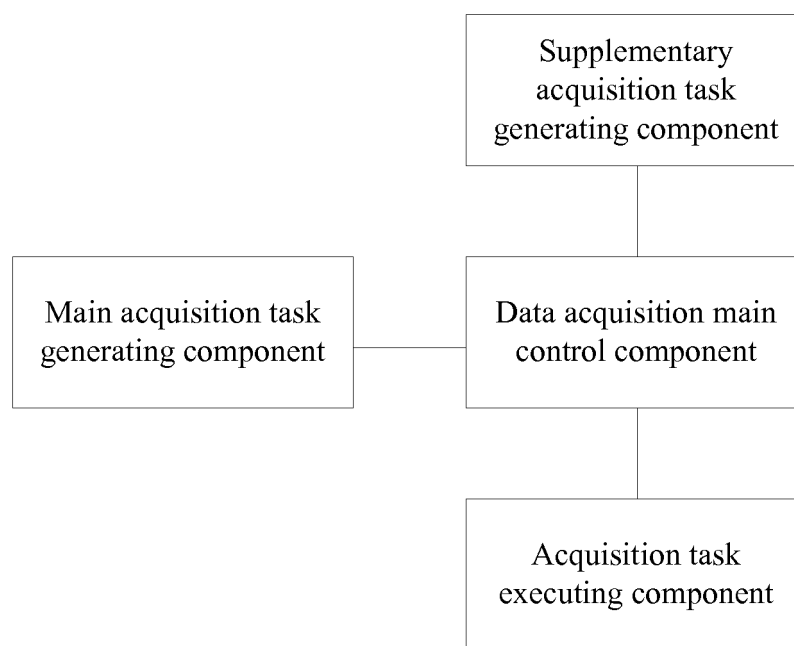 Supplementary
acquisition task
generating component
Main acquisition task
generating component
Data acquisition main
control component
Acquisition task
executing component